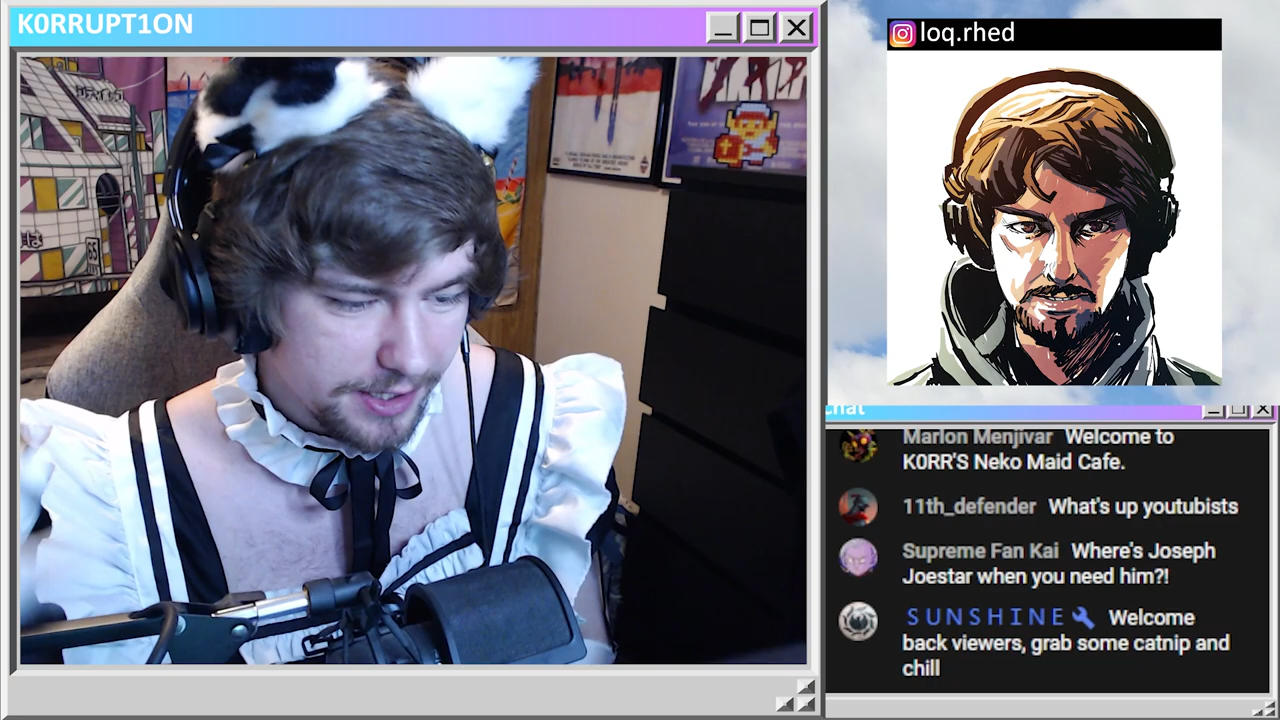 K0RRUPT1ON
loq.rhed
65
chat
Marlon Menjivar Welcome to
K0RR'S Neko Maid Cafe.
11th_defender What's up youtubists
Supreme Fan Kai Where's Joseph
Joestar when you need him?!
SUNSHINE Welcome
back viewers, grab some catnip and
chill